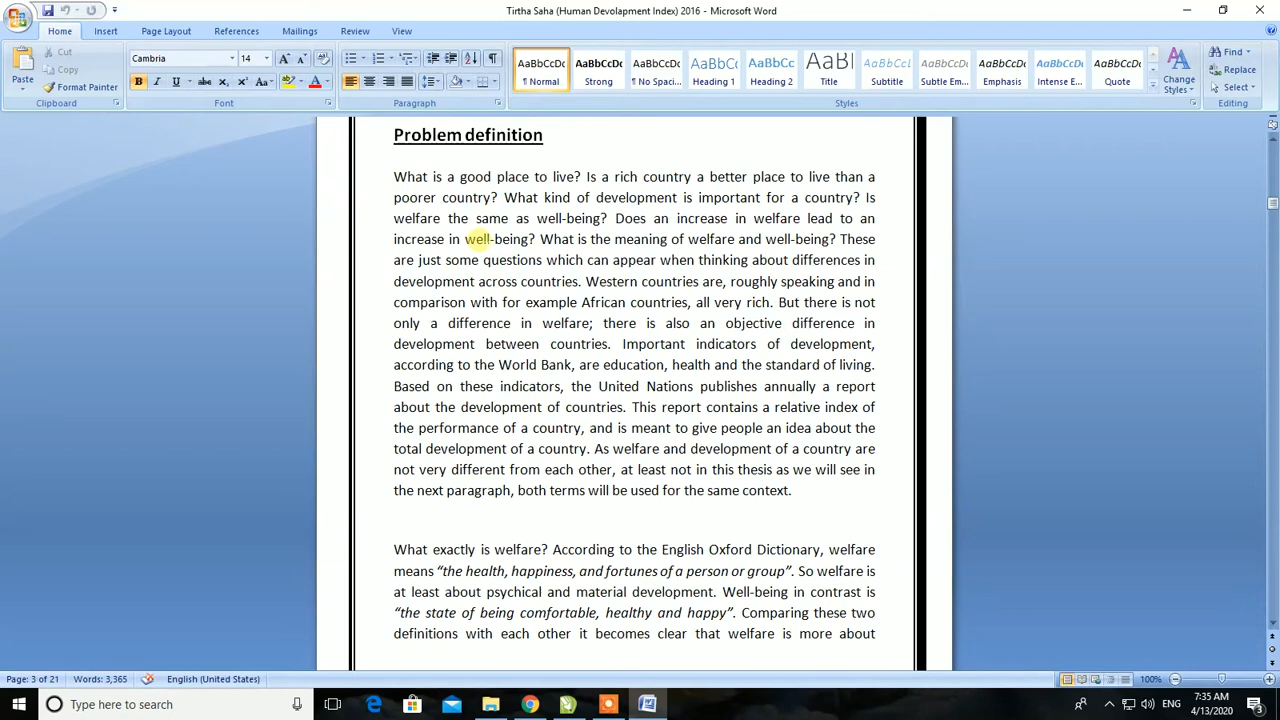 Tirtha Saha (Human Devolapment Index) 2016 - Microsoft Word
Home Insert Page Layout References Mailings Review View
Paste
Cut
Copy
Format Painter
Clipboard
Cambria 14
B I U abc x₂ x² Aa A
Font
Paragraph
AaBbCcDc AaBbCcDc AaBbCcDc AaBbCc AaBbCc AaBl AaBbCcl AaBbCcDc AaBbCcDc AaBbCcDc AaBbCcDc
¶ Normal Strong ¶ No Spaci... Heading 1 Heading 2 Title Subtitle Subtle Em... Emphasis Intense E... Quote
Styles
Change Styles
Find
Replace
Select
Editing
Problem definition
What is a good place to live? Is a rich country a better place to live than a
poorer country? What kind of development is important for a country? Is
welfare the same as well-being? Does an increase in welfare lead to an
increase in well-being? What is the meaning of welfare and well-being? These
are just some questions which can appear when thinking about differences in
development across countries. Western countries are, roughly speaking and in
comparison with for example African countries, all very rich. But there is not
only a difference in welfare; there is also an objective difference in
development between countries. Important indicators of development,
according to the World Bank, are education, health and the standard of living.
Based on these indicators, the United Nations publishes annually a report
about the development of countries. This report contains a relative index of
the performance of a country, and is meant to give people an idea about the
total development of a country. As welfare and development of a country are
not very different from each other, at least not in this thesis as we will see in
the next paragraph, both terms will be used for the same context.
What exactly is welfare? According to the English Oxford Dictionary, welfare
means “the health, happiness, and fortunes of a person or group”. So welfare is
at least about psychical and material development. Well-being in contrast is
“the state of being comfortable, healthy and happy”. Comparing these two
definitions with each other it becomes clear that welfare is more about
Page: 3 of 21 Words: 3,365 English (United States) 100%
Type here to search
ENG
7:35 AM
4/13/2020